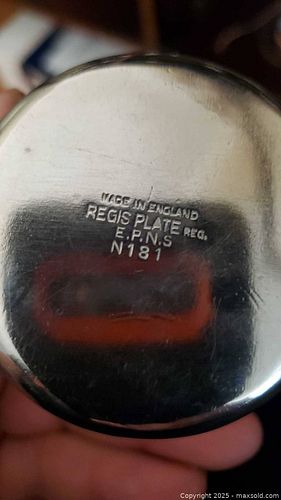 MADE IN ENGLAND
REGIS PLATE REG.
E.P.N.S
N181
Copyright © 2025 - maxsold.com